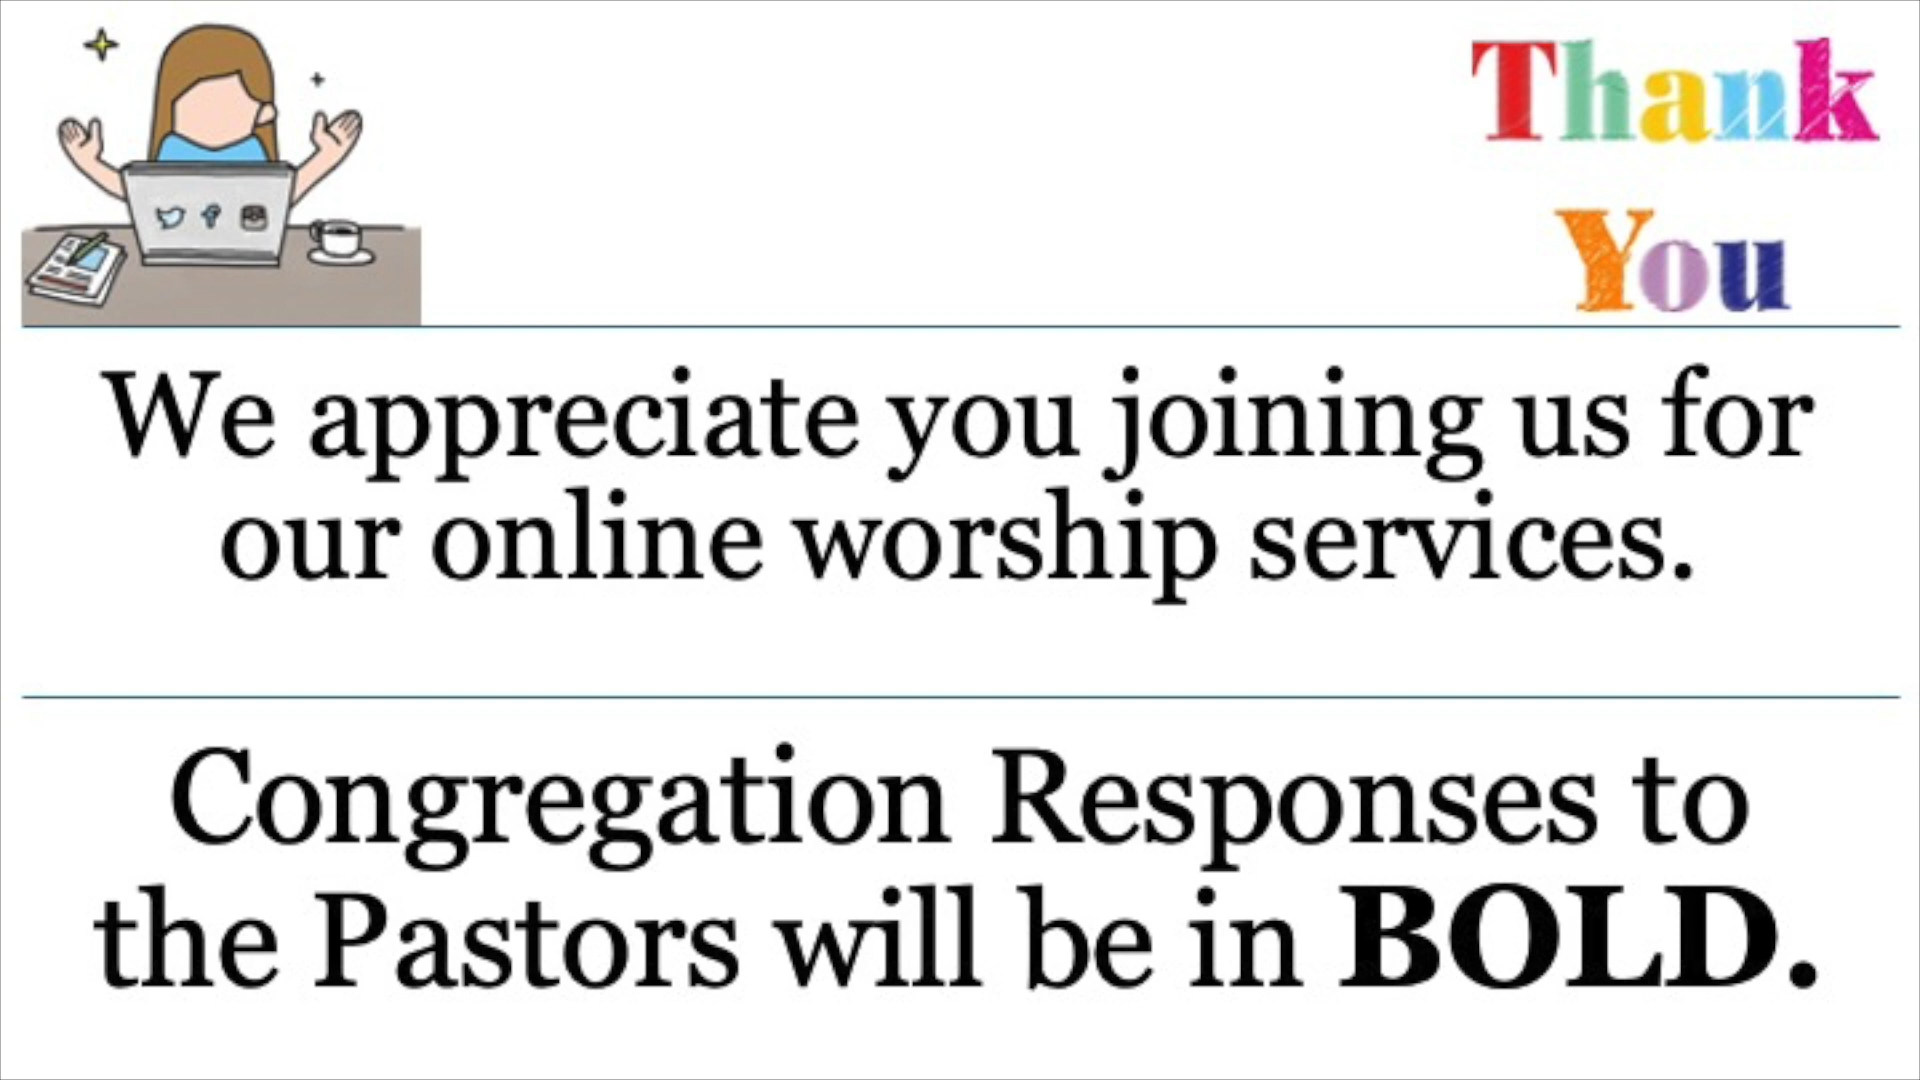 Thank
You
We appreciate you joining us for
our online worship services.
Congregation Responses to
the Pastors will be in BOLD.